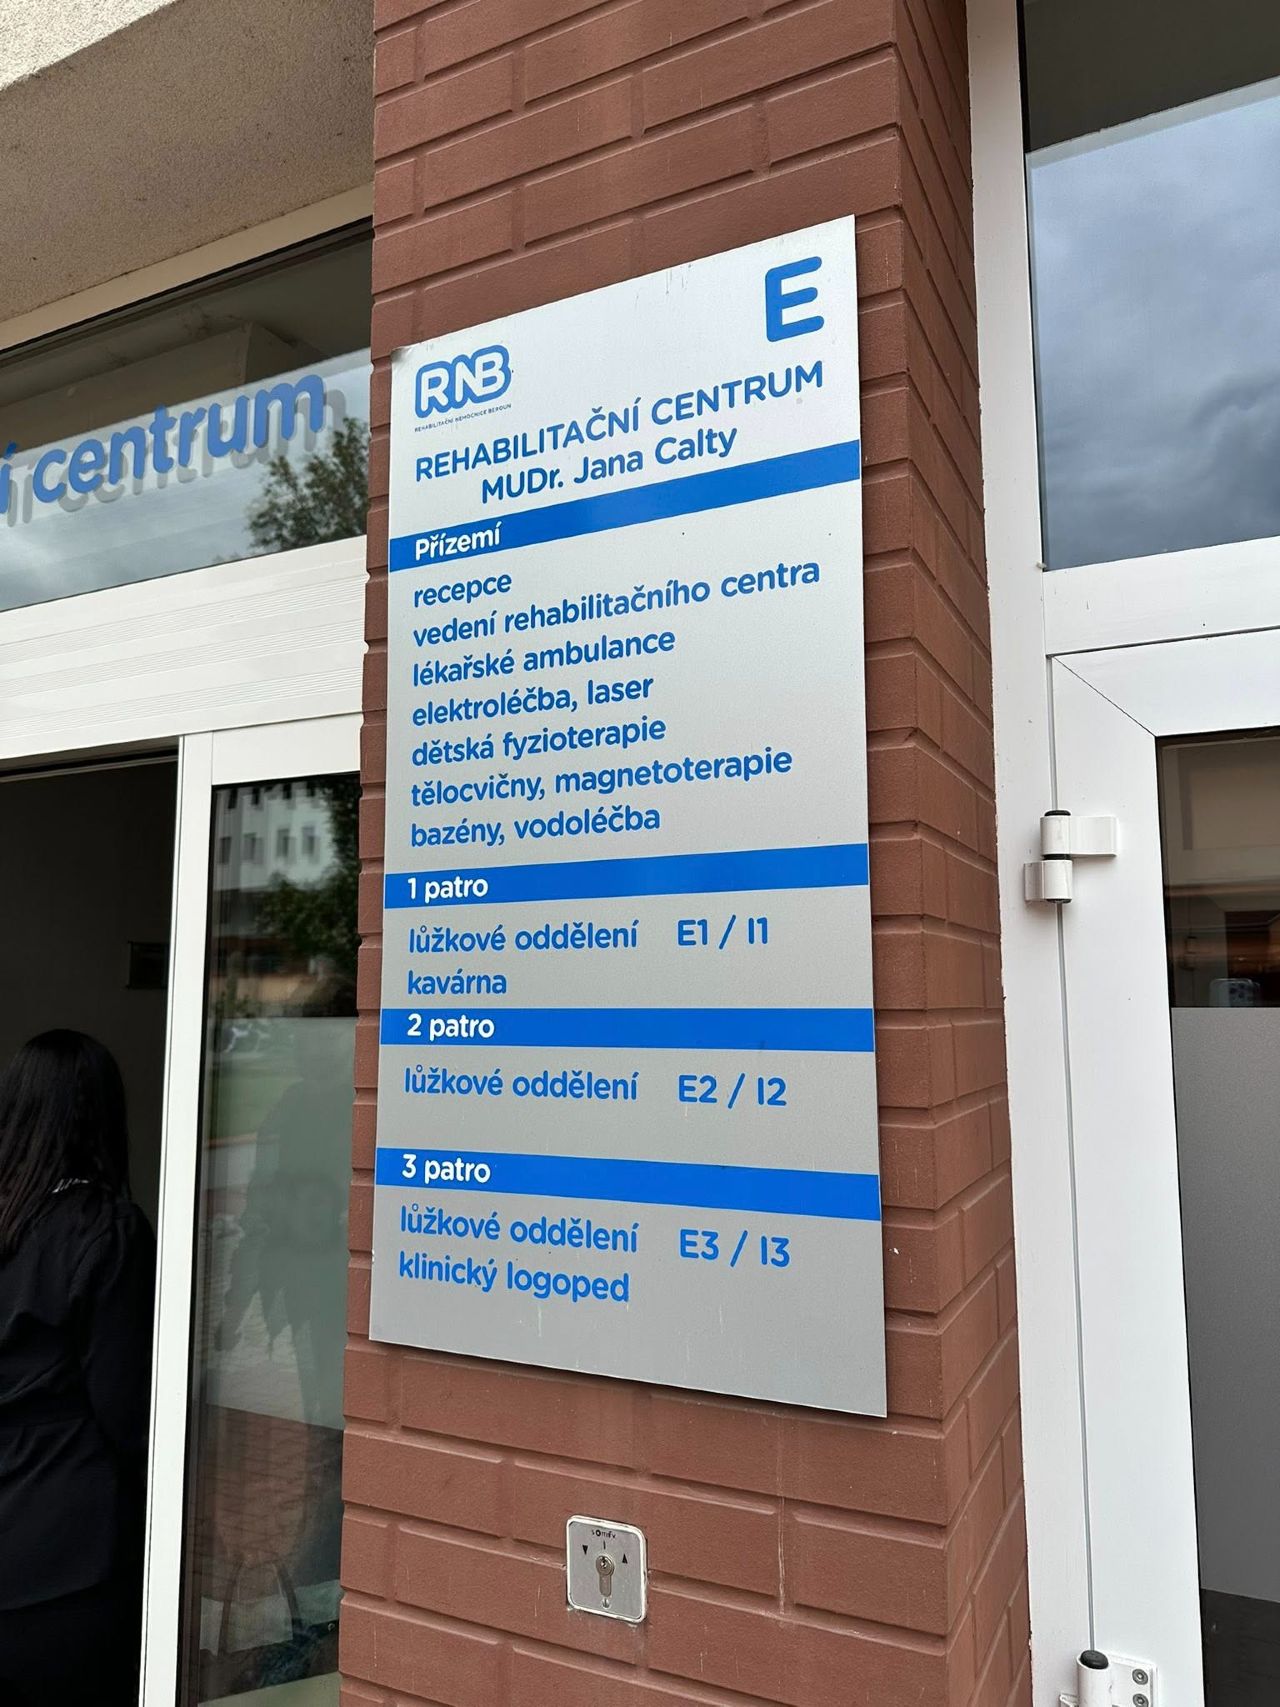 í centrum
E
RNB
REHABILITAČNÍ NEMOCNICE BEROUN
REHABILITAČNÍ CENTRUM
MUDr. Jana Calty
Přízemí
recepce
vedení rehabilitačního centra
lékařské ambulance
elektroléčba, laser
dětská fyzioterapie
tělocvičny, magnetoterapie
bazény, vodoléčba
1 patro
lůžkové oddělení E1 / I1
kavárna
2 patro
lůžkové oddělení E2 / I2
3 patro
lůžkové oddělení E3 / I3
klinický logoped
somfy